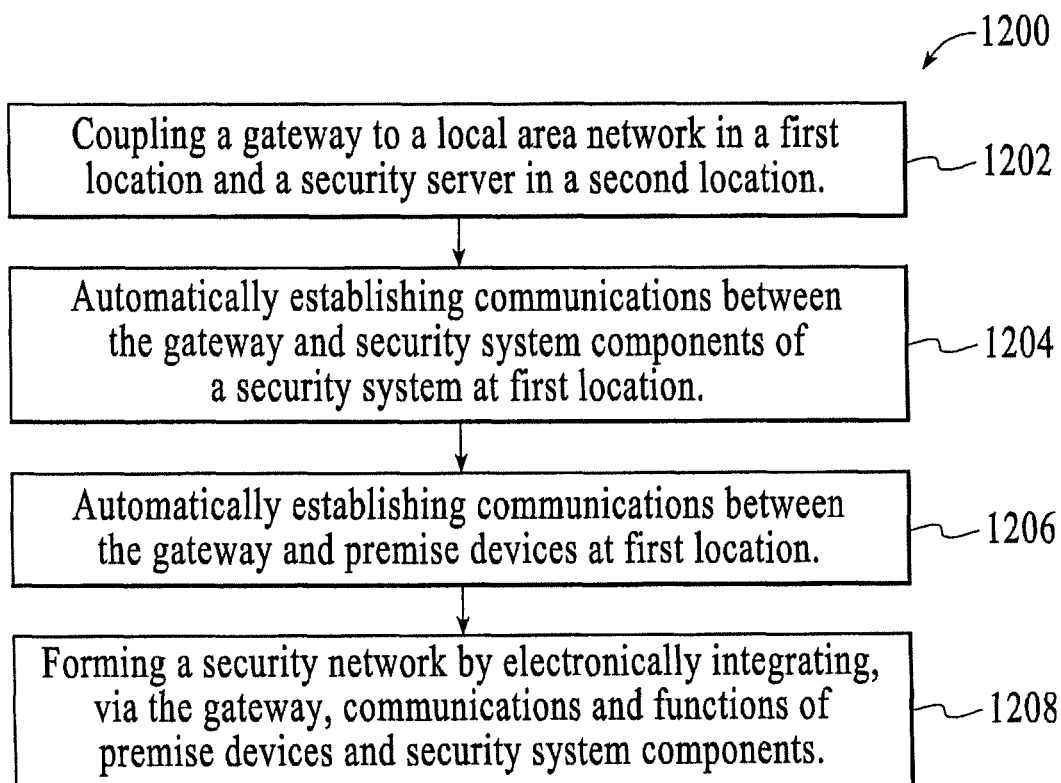 1200
Coupling a gateway to a local area network in a first
location and a security server in a second location.
1202
Automatically establishing communications between
the gateway and security system components of
a security system at first location.
1204
Automatically establishing communications between
the gateway and premise devices at first location.
1206
Forming a security network by electronically integrating,
via the gateway, communications and functions of
premise devices and security system components.
1208